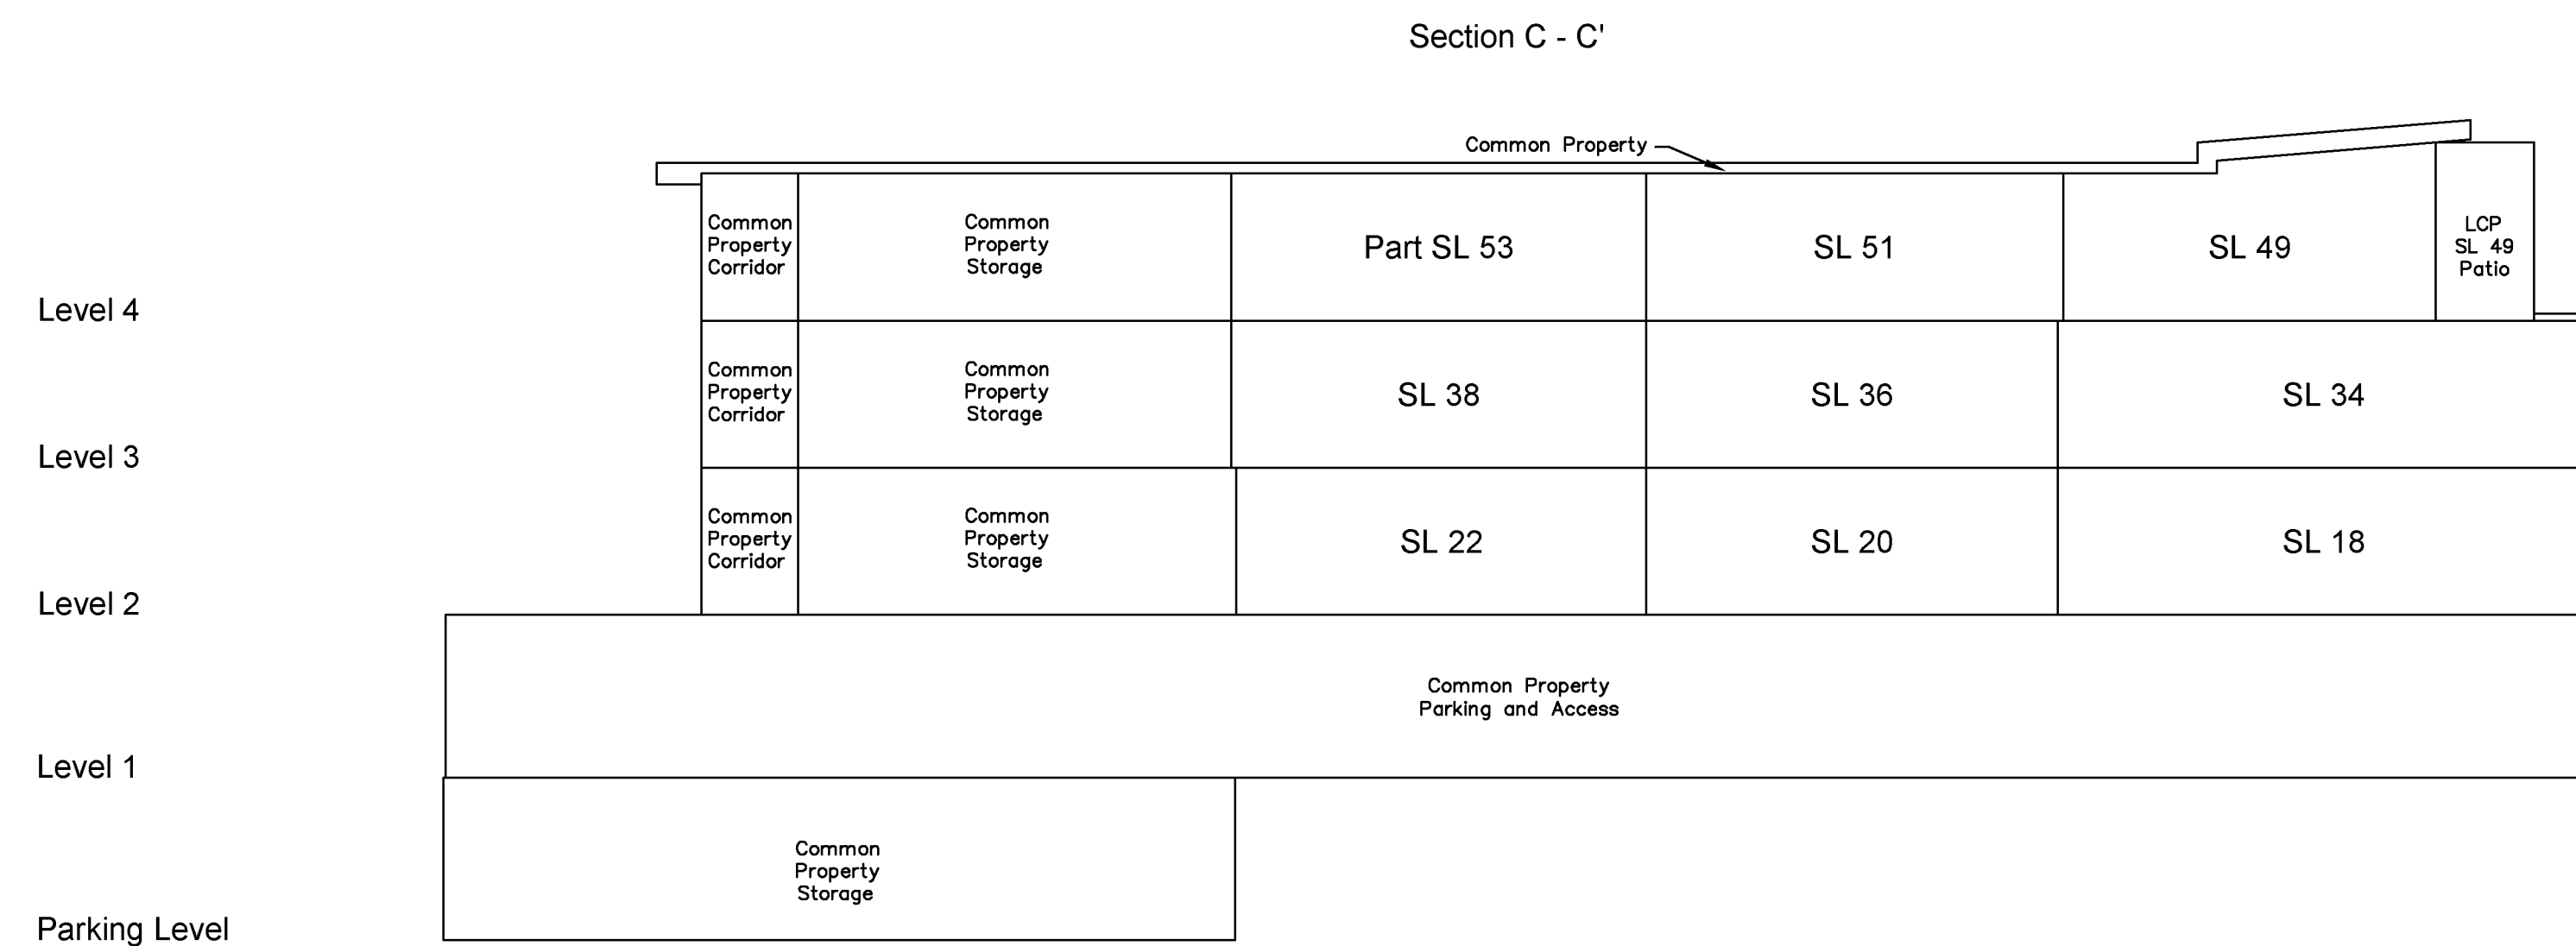 Section C - C'
Common Property
Common
Property
Corridor
Common
Property
Storage
Part SL 53
SL 51
SL 49
LCP
SL 49
Patio
Level 4
Common
Property
Corridor
Common
Property
Storage
SL 38
SL 36
SL 34
Level 3
Common
Property
Corridor
Common
Property
Storage
SL 22
SL 20
SL 18
Level 2
Common Property
Parking and Access
Level 1
Common
Property
Storage
Parking Level